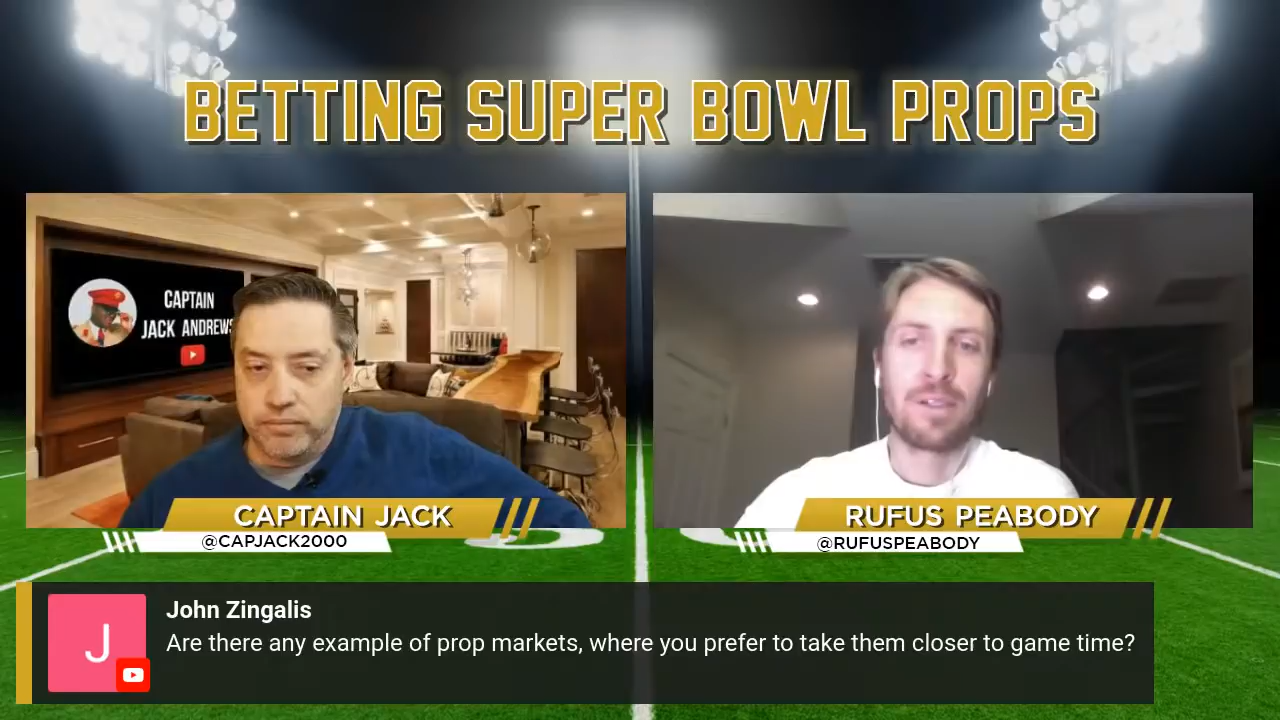 BETTING SUPER BOWL PROPS
CAPTAIN
JACK ANDREWS
CAPTAIN JACK
@CAPJACK2000
RUFUS PEABODY
@RUFUSPEABODY
J
John Zingalis
Are there any example of prop markets, where you prefer to take them closer to game time?